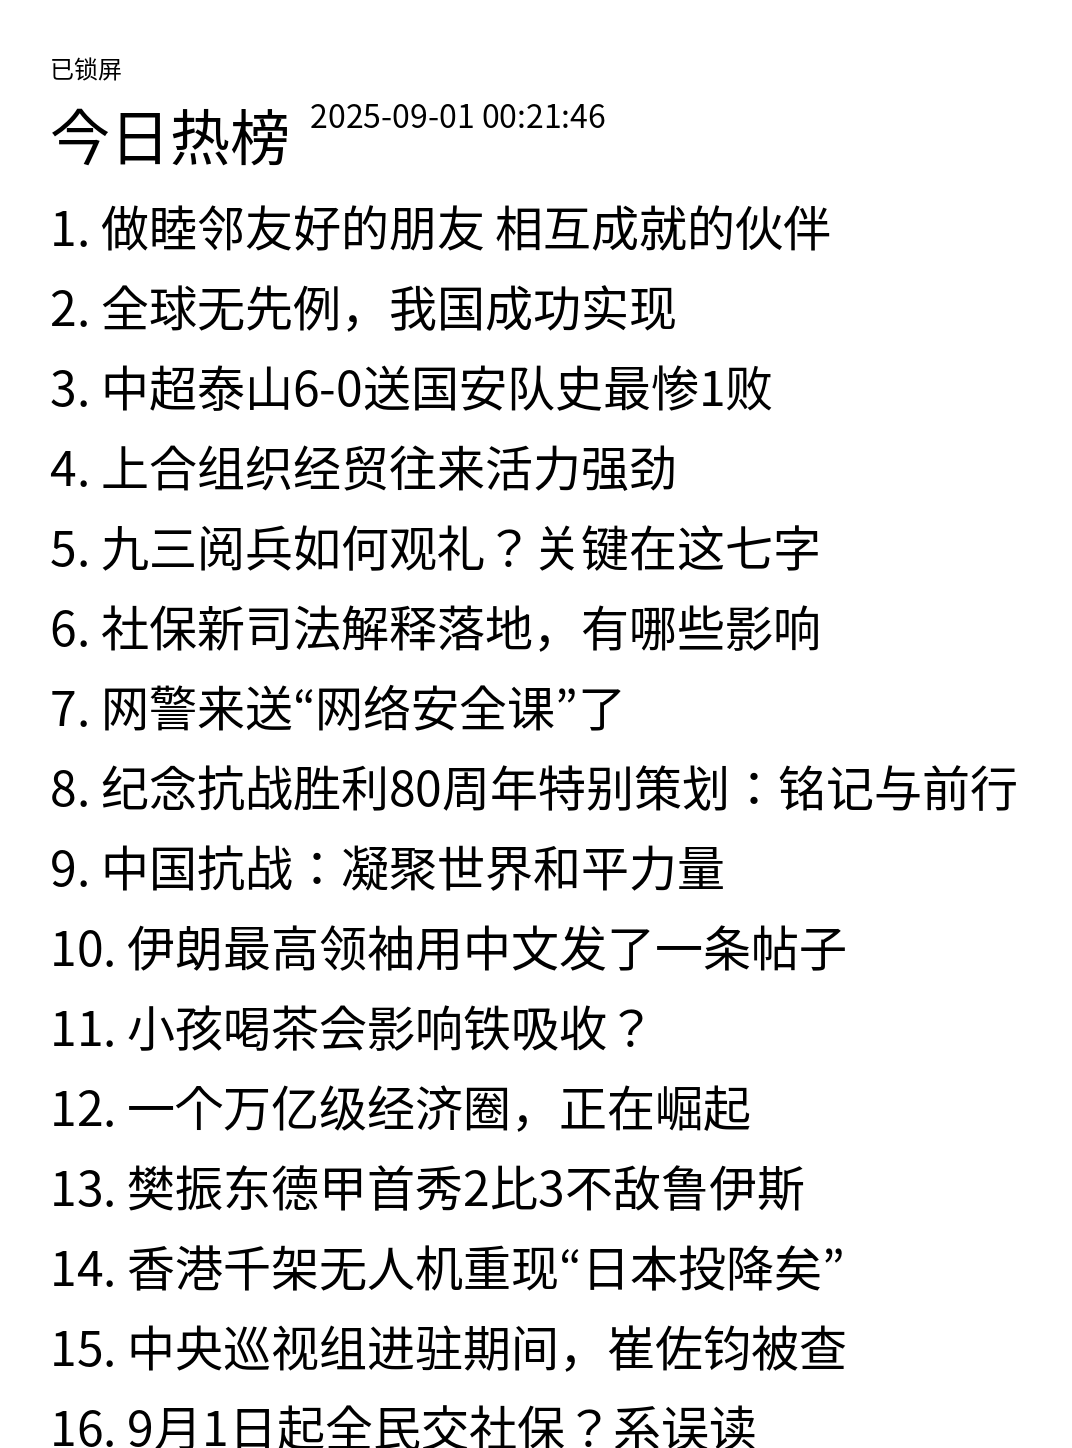 已锁屏
今日热榜 2025-09-01 00:21:46
1. 做睦邻友好的朋友 相互成就的伙伴
2. 全球无先例，我国成功实现
3. 中超泰山6-0送国安队史最惨1败
4. 上合组织经贸往来活力强劲
5. 九三阅兵如何观礼？关键在这七字
6. 社保新司法解释落地，有哪些影响
7. 网警来送“网络安全课”了
8. 纪念抗战胜利80周年特别策划：铭记与前行
9. 中国抗战：凝聚世界和平力量
10. 伊朗最高领袖用中文发了一条帖子
11. 小孩喝茶会影响铁吸收？
12. 一个万亿级经济圈，正在崛起
13. 樊振东德甲首秀2比3不敌鲁伊斯
14. 香港千架无人机重现“日本投降矣”
15. 中央巡视组进驻期间，崔佐钧被查
16. 9月1日起全民交社保？系误读